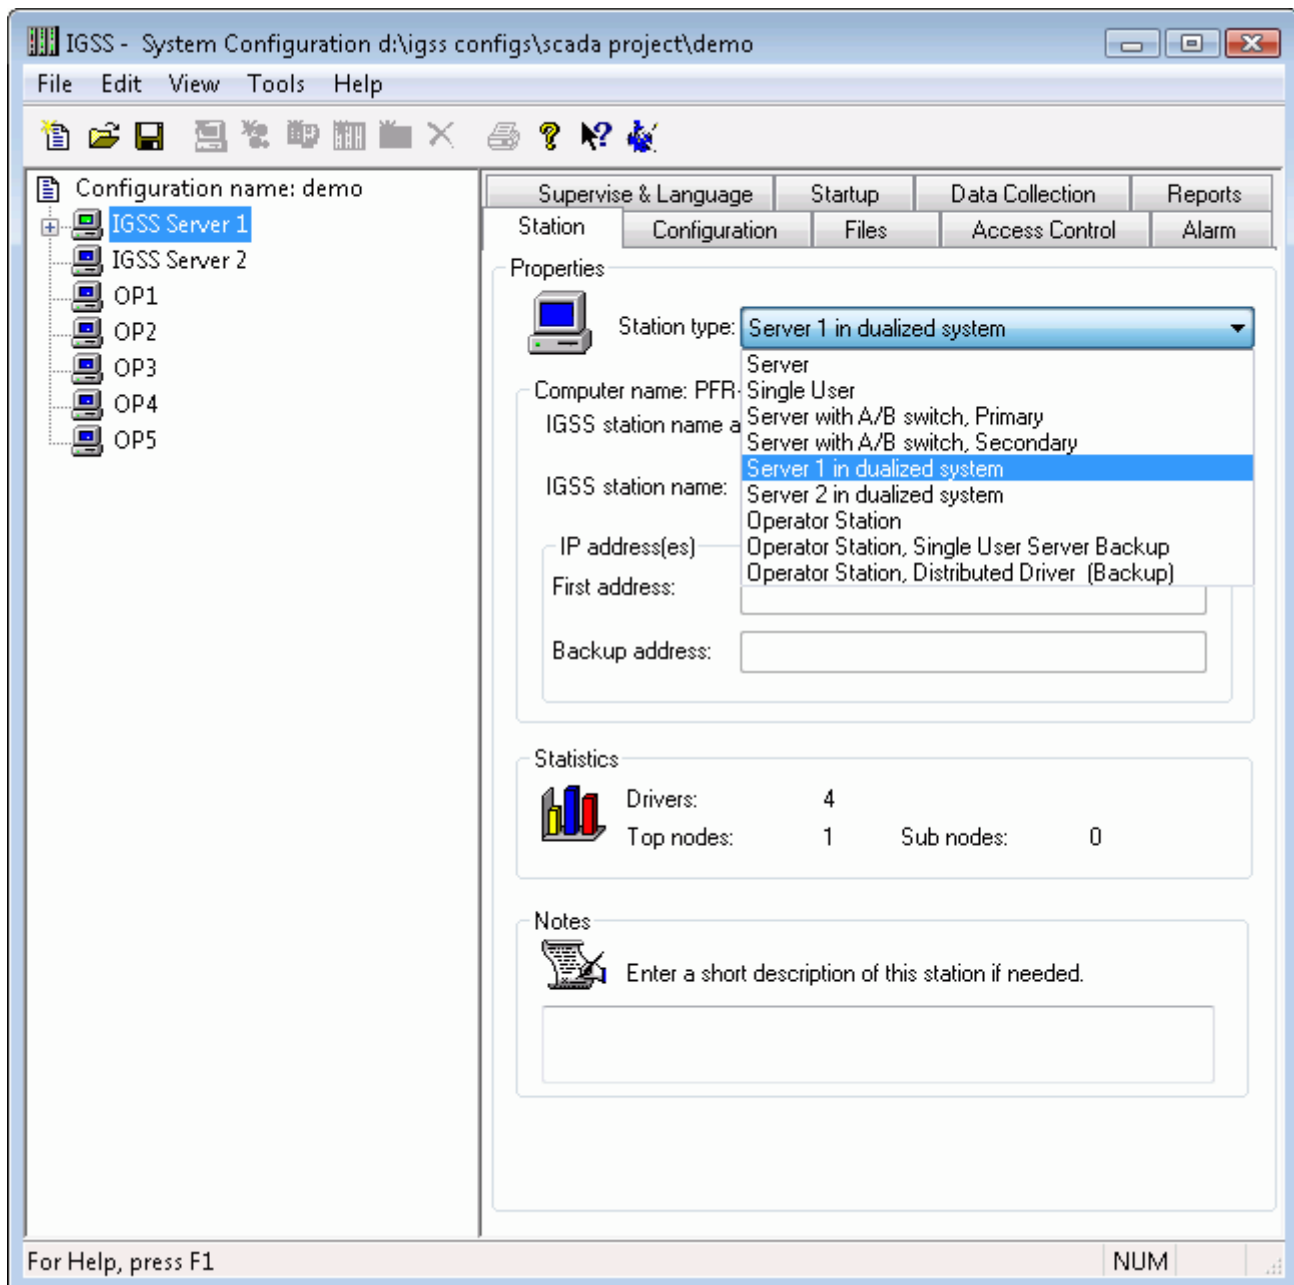 IGSS - System Configuration d:\igss configs\scada project\demo
File Edit View Tools Help
Configuration name: demo
IGSS Server 1
IGSS Server 2
OP1
OP2
OP3
OP4
OP5
Supervise & Language Startup Data Collection Reports
Station Configuration Files Access Control Alarm
Properties
Station type: Server 1 in dualized system
Server
Single User
Server with A/B switch, Primary
Server with A/B switch, Secondary
Server 1 in dualized system
Server 2 in dualized system
Operator Station
Operator Station, Single User Server Backup
Operator Station, Distributed Driver (Backup)
Computer name: PFR-
IGSS station name a
IGSS station name:
IP address(es)
First address:
Backup address:
Statistics
Drivers: 4
Top nodes: 1 Sub nodes: 0
Notes
Enter a short description of this station if needed.
For Help, press F1 NUM